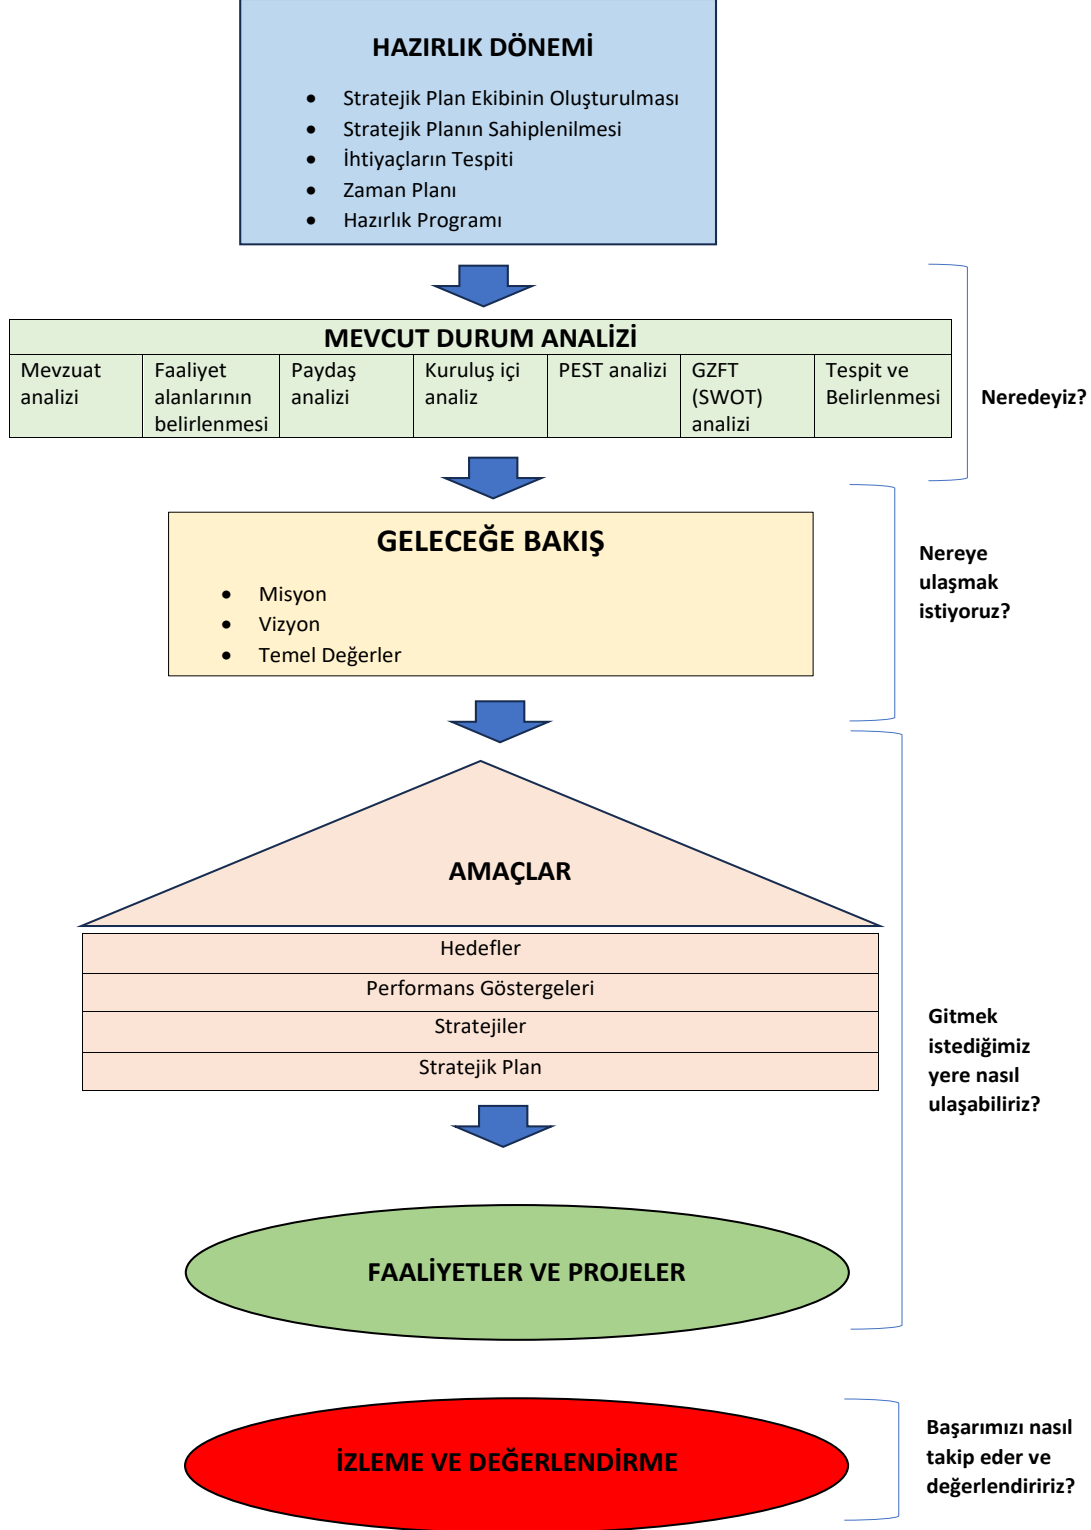 HAZIRLIK DÖNEMİ
• Stratejik Plan Ekibinin Oluşturulması
• Stratejik Planın Sahiplenilmesi
• İhtiyaçların Tespiti
• Zaman Planı
• Hazırlık Programı
MEVCUT DURUM ANALİZİ
Mevzuat
analizi
Faaliyet
alanlarının
belirlenmesi
Paydaş
analizi
Kuruluş içi
analiz
PEST analizi
GZFT
(SWOT)
analizi
Tespit ve
Belirlenmesi
Neredeyiz?
GELECEĞE BAKIŞ
• Misyon
• Vizyon
• Temel Değerler
Nereye
ulaşmak
istiyoruz?
AMAÇLAR
Hedefler
Performans Göstergeleri
Stratejiler
Stratejik Plan
Gitmek
istediğimiz
yere nasıl
ulaşabiliriz?
FAALİYETLER VE PROJELER
İZLEME VE DEĞERLENDİRME
Başarımızı nasıl
takip eder ve
değerlendiririz?